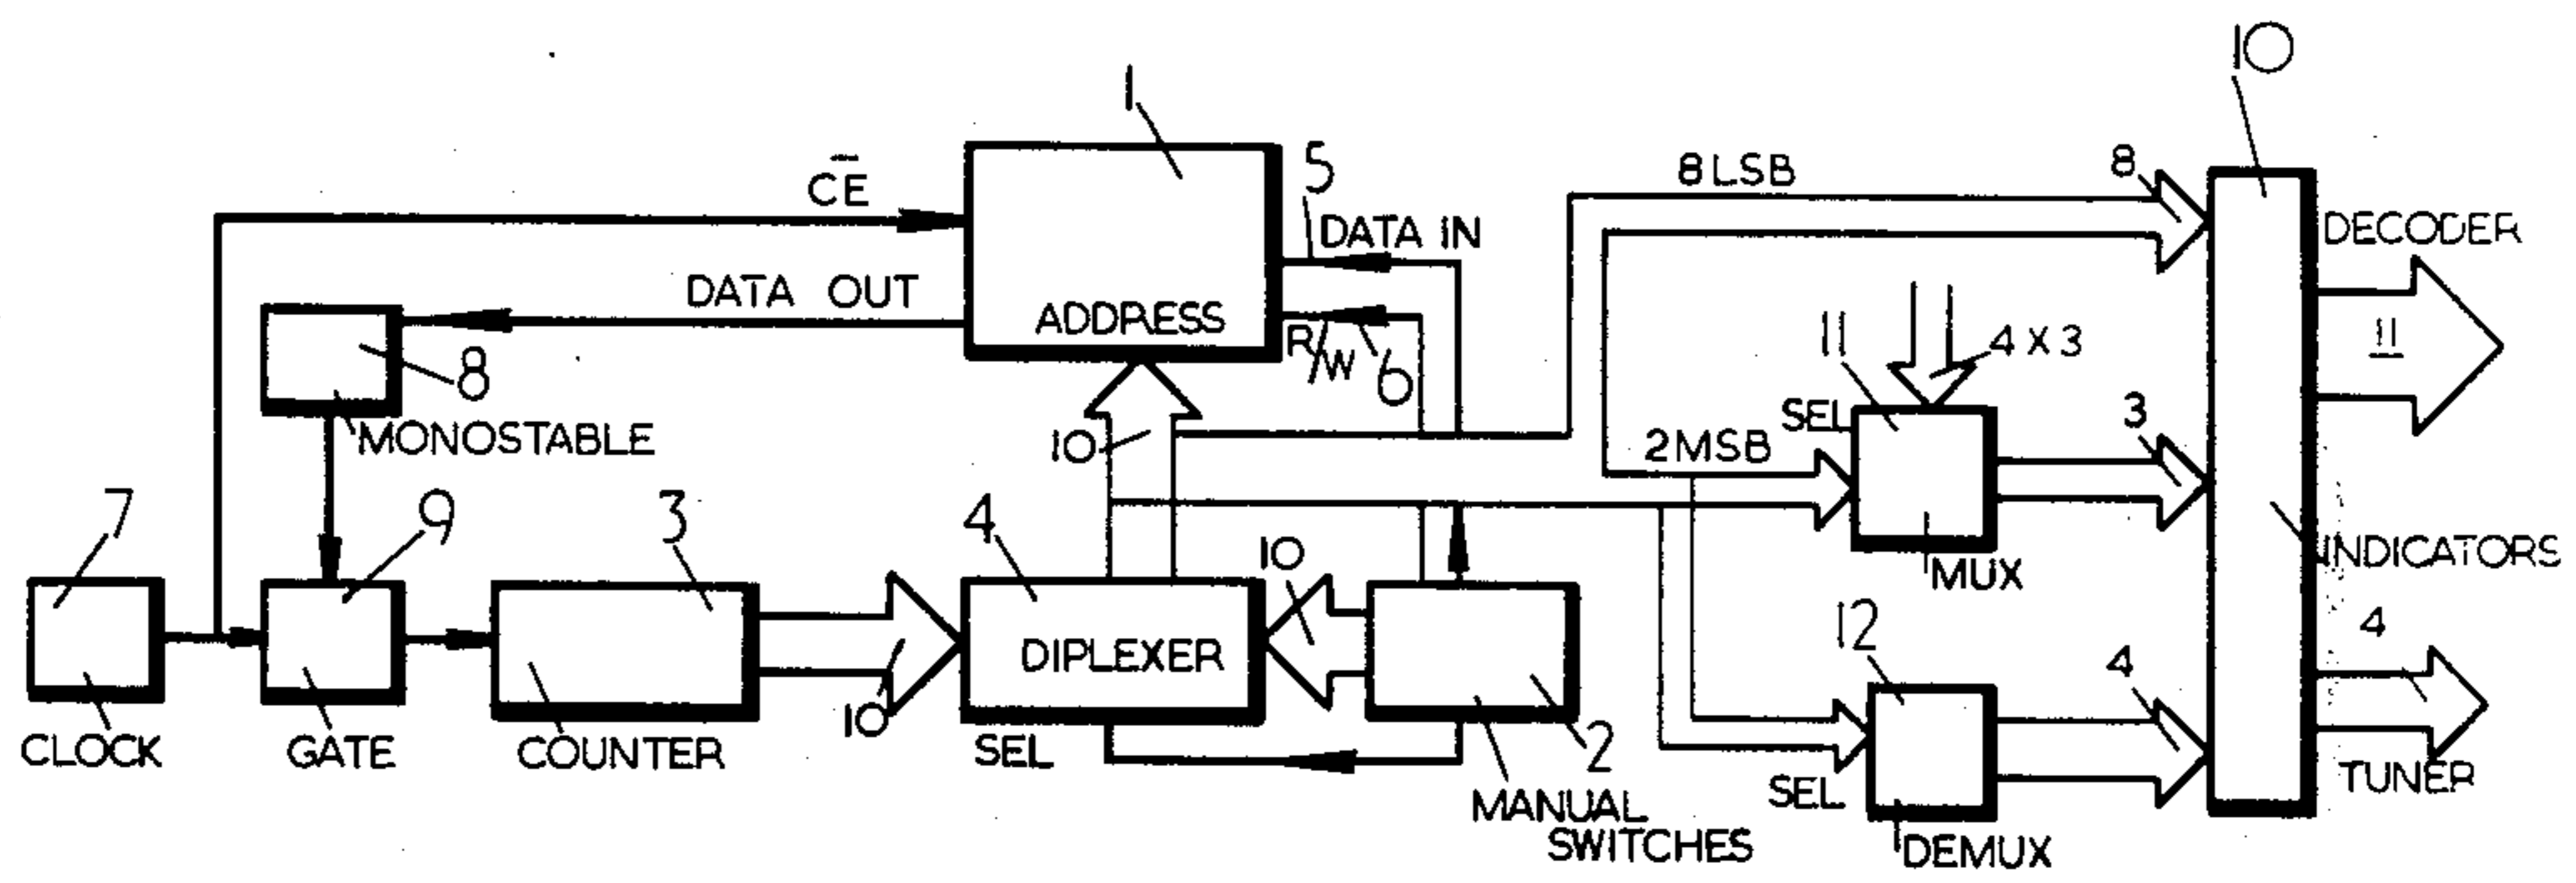 10
1
5
8 LSB
8
C̅E̅
DATA IN
DECODER
DATA OUT
ADDRESS
R/W
6
11
4 X 3
11
8
MONOSTABLE
10
SEL
2 MSB
3
7
9
3
4
10
MUX
INDICATORS
12
4
4
DIPLEXER
10
2
CLOCK
GATE
COUNTER
SEL
MANUAL
SWITCHES
SEL
DEMUX
TUNER